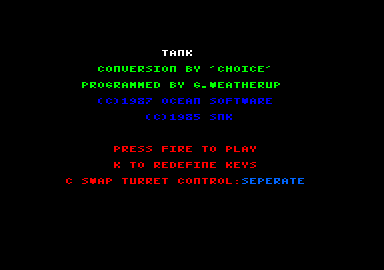 TANK
CONVERSION BY "CHOICE"
PROGRAMMED BY G.WEATHERUP
(C)1987 OCEAN SOFTWARE
(C)1985 SNK
PRESS FIRE TO PLAY
K TO REDEFINE KEYS
C SWAP TURRET CONTROL:SEPERATE